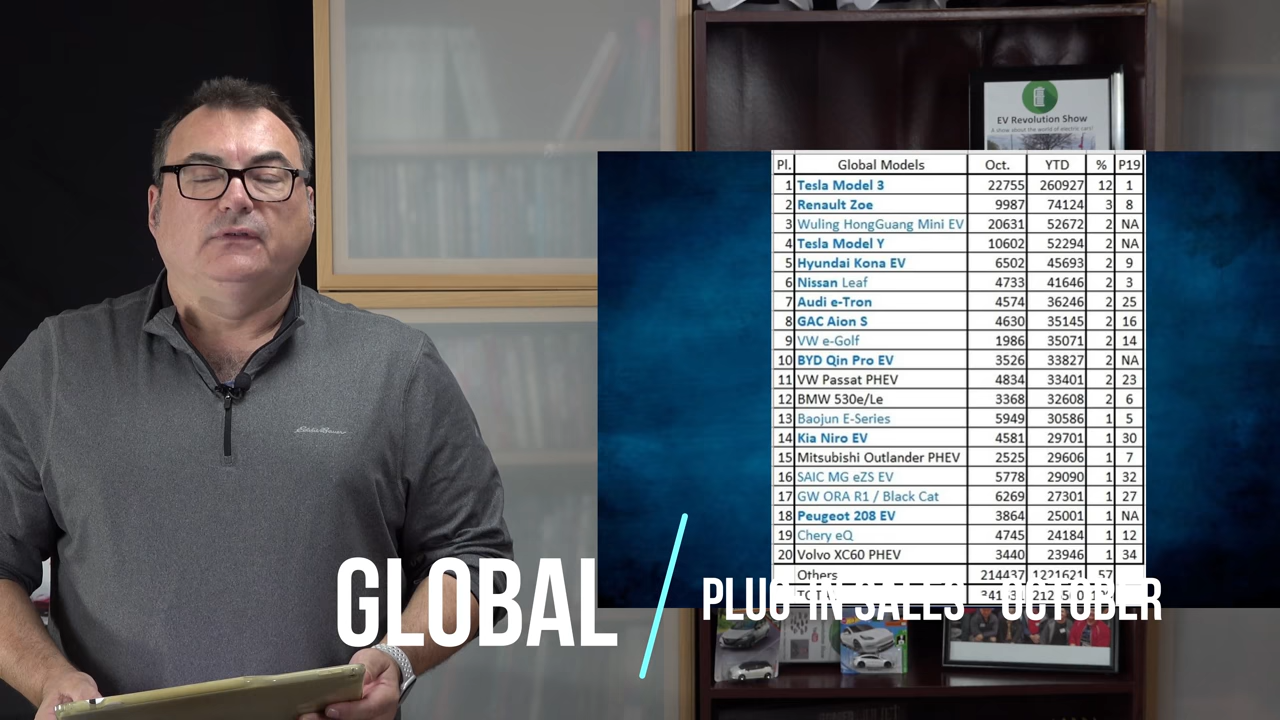 EV Revolution Show
A show about the world of electric cars!
Pl. Global Models Oct. YTD % P19
1 Tesla Model 3 22755 260927 12 1
2 Renault Zoe 9987 74124 3 8
3 Wuling HongGuang Mini EV 20631 52672 2 NA
4 Tesla Model Y 10602 52294 2 NA
5 Hyundai Kona EV 6502 45693 2 9
6 Nissan Leaf 4733 41646 2 3
7 Audi e-Tron 4574 36246 2 25
8 GAC Aion S 4630 35145 2 16
9 VW e-Golf 1986 35071 2 14
10 BYD Qin Pro EV 3526 33827 2 NA
11 VW Passat PHEV 4834 33401 2 23
12 BMW 530e/Le 3368 32608 2 6
13 Baojun E-Series 5949 30586 1 5
14 Kia Niro EV 4581 29701 1 30
15 Mitsubishi Outlander PHEV 2525 29606 1 7
16 SAIC MG eZS EV 5778 29090 1 32
17 GW ORA R1 / Black Cat 6269 27301 1 27
18 Peugeot 208 EV 3864 25001 1 NA
19 Chery eQ 4745 24184 1 12
20 Volvo XC60 PHEV 3440 23946 1 34
Others 214437 1221621 57
Eddie Bauer
GLOBAL / PLUG-IN SALES - OCTOBER